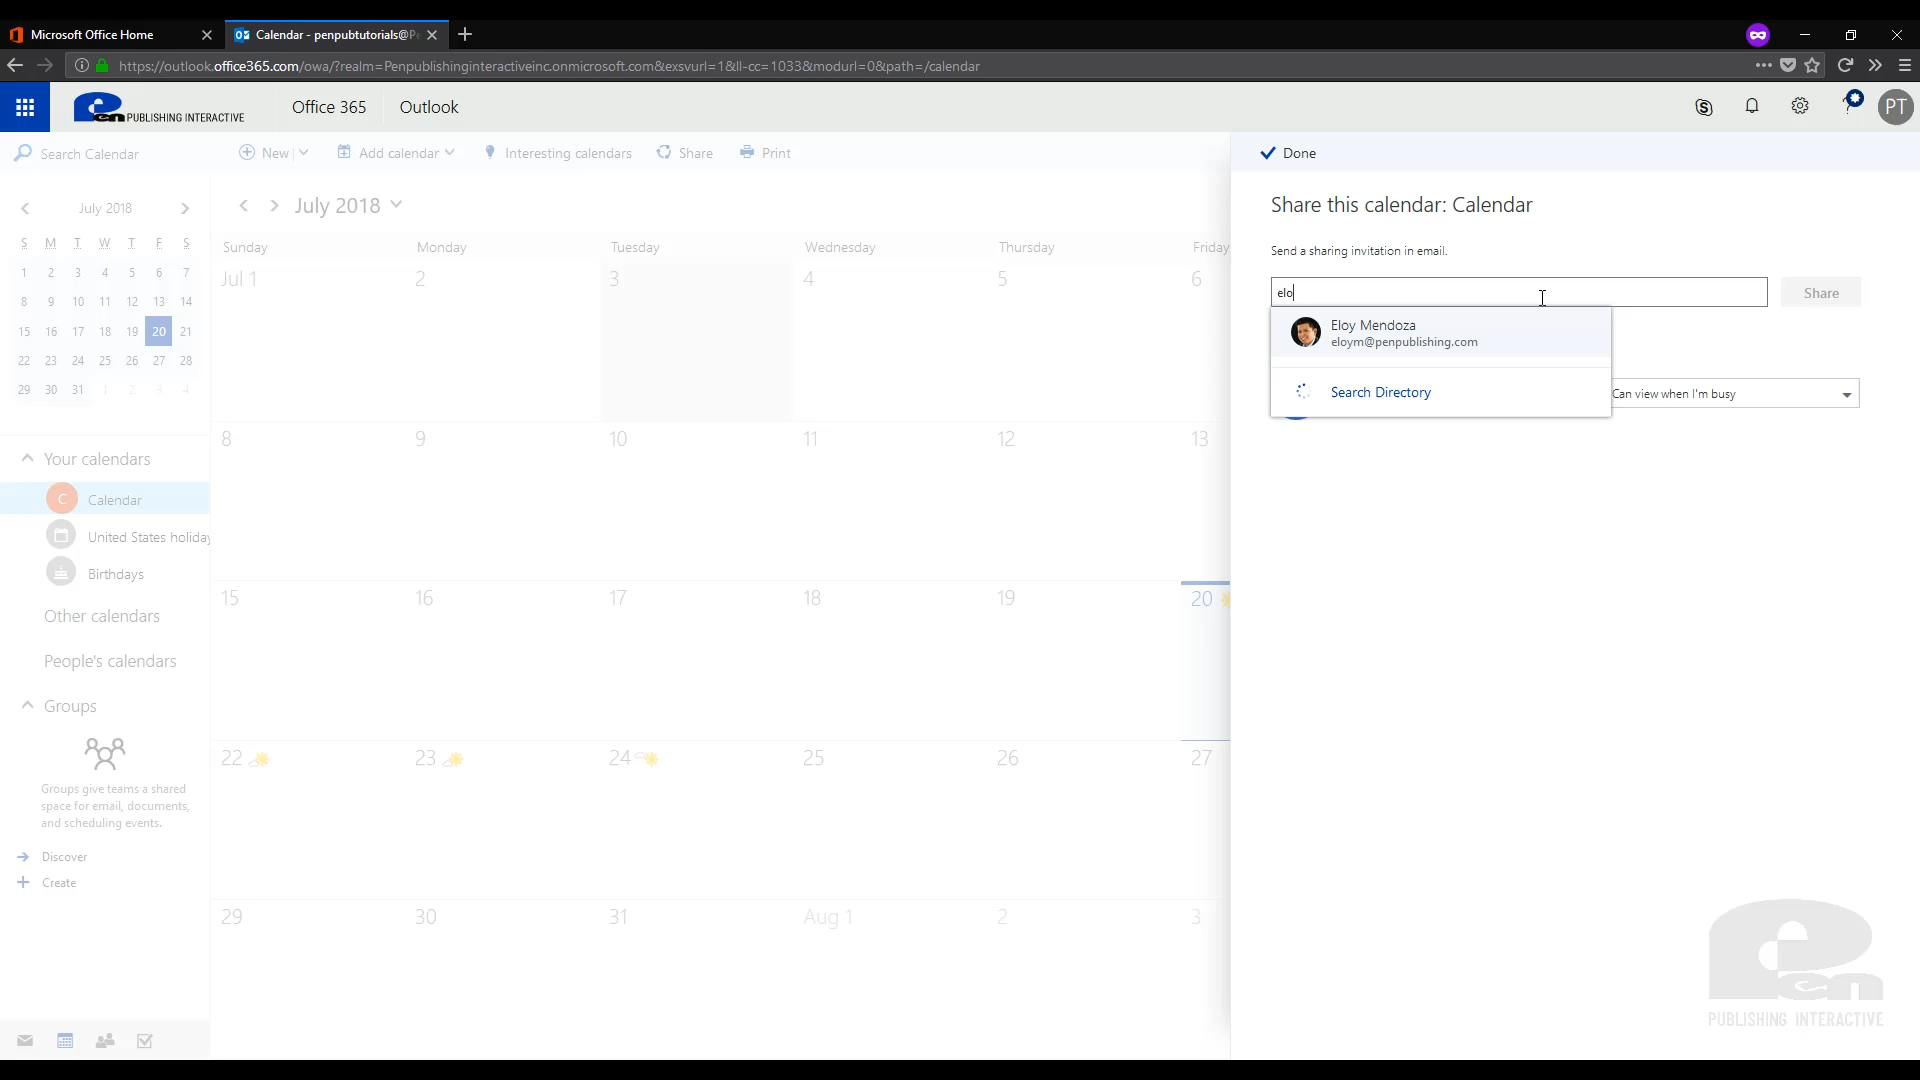 Microsoft Office Home
Calendar - penpubtutorials@Pe
https://outlook.office365.com/owa/?realm=Penpublishinginteractiveinc.onmicrosoft.com&exsvurl=1&ll-cc=1033&modurl=0&path=/calendar
PUBLISHING INTERACTIVE
Office 365
Outlook
PT
Search Calendar
New
Add calendar
Interesting calendars
Share
Print
Done
July 2018
S M T W T F S
1 2 3 4 5 6 7
8 9 10 11 12 13 14
15 16 17 18 19 20 21
22 23 24 25 26 27 28
29 30 31 1 2 3 4
Your calendars
C Calendar
United States holiday
Birthdays
Other calendars
People's calendars
Groups
Groups give teams a shared
space for email, documents,
and scheduling events.
Discover
Create
July 2018
Sunday Monday Tuesday Wednesday Thursday Friday
Jul 1 2 3 4 5 6
8 9 10 11 12 13
15 16 17 18 19 20
22 23 24 25 26 27
29 30 31 Aug 1 2 3
Share this calendar: Calendar
Send a sharing invitation in email.
elo
Share
Eloy Mendoza
eloym@penpublishing.com
Search Directory
Can view when I'm busy
Pen
PUBLISHING INTERACTIVE